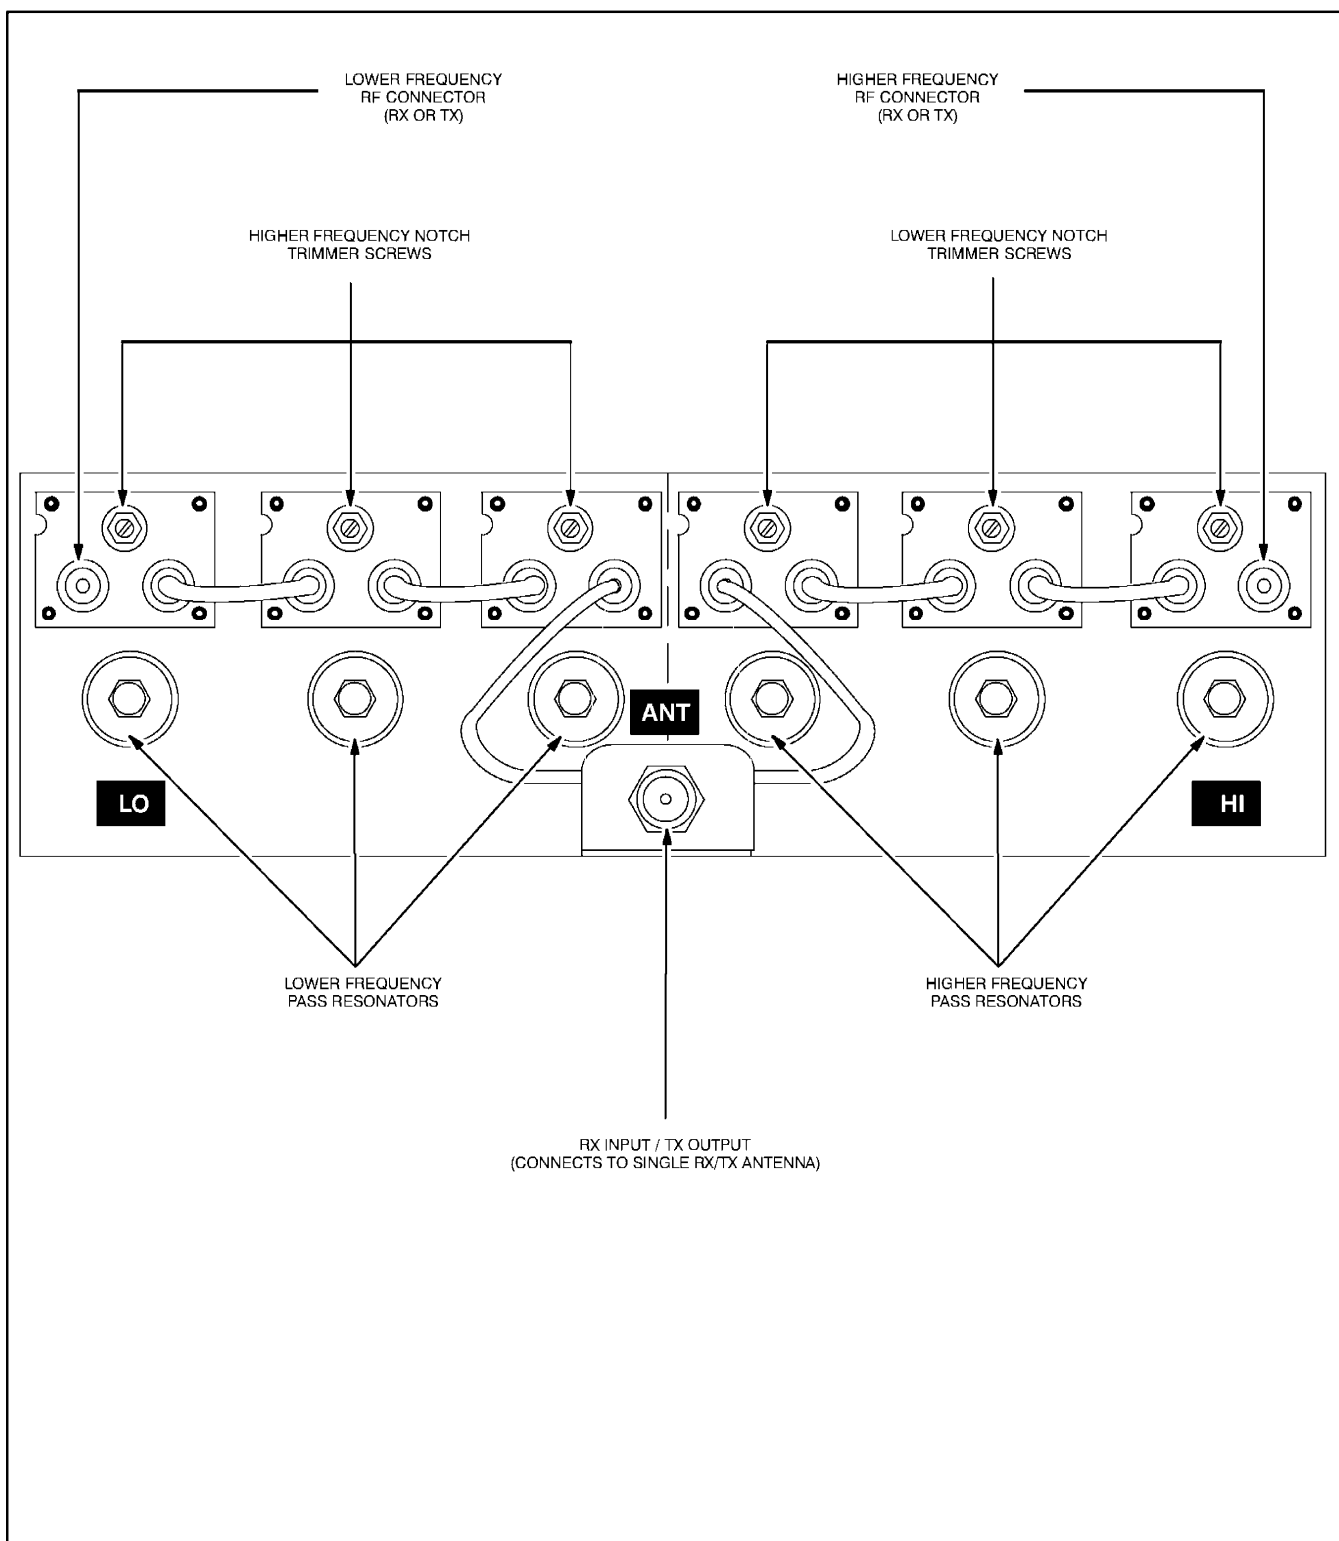 LOWER FREQUENCY
RF CONNECTOR
(RX OR TX)
HIGHER FREQUENCY
RF CONNECTOR
(RX OR TX)
HIGHER FREQUENCY NOTCH
TRIMMER SCREWS
LOWER FREQUENCY NOTCH
TRIMMER SCREWS
ANT
LO
HI
LOWER FREQUENCY
PASS RESONATORS
HIGHER FREQUENCY
PASS RESONATORS
RX INPUT / TX OUTPUT
(CONNECTS TO SINGLE RX/TX ANTENNA)